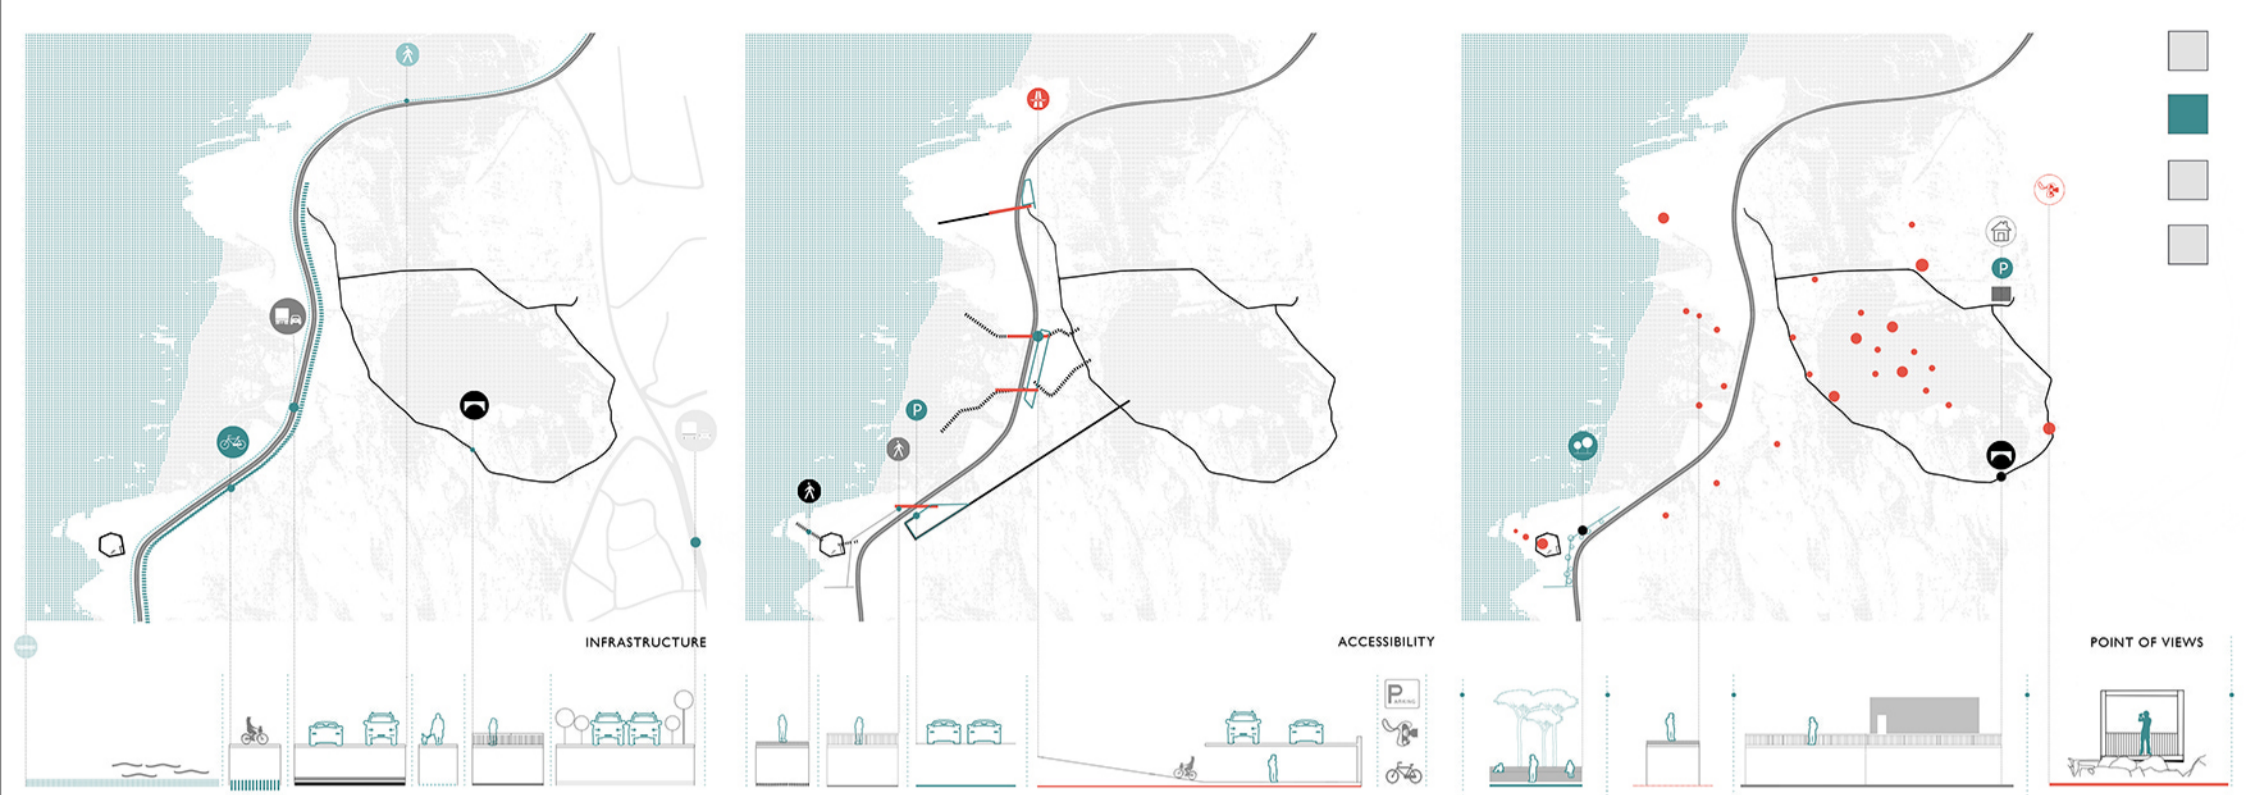 INFRASTRUCTURE
ACCESSIBILITY
POINT OF VIEWS
P
P
P
PARKING